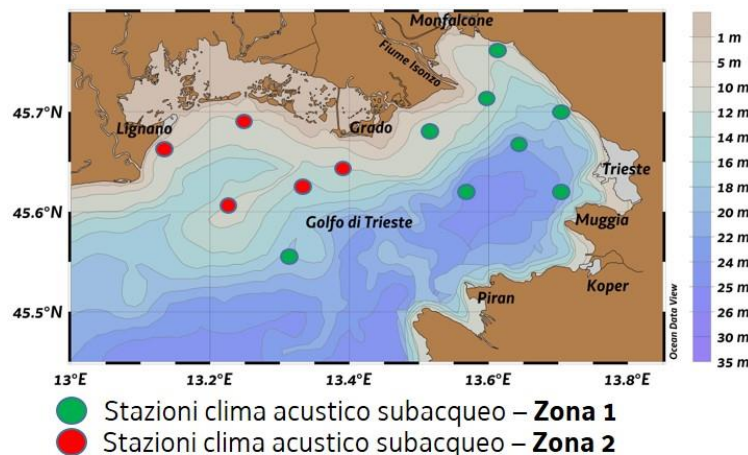 Monfalcone
Fiume Isonzo
Lignano
Grado
Trieste
Golfo di Trieste
Muggia
Koper
Piran
45.7°N
45.6°N
45.5°N
13°E
13.2°E
13.4°E
13.6°E
13.8°E
Ocean Data View
1 m
5 m
10 m
12 m
14 m
16 m
18 m
20 m
22 m
24 m
26 m
30 m
35 m
Stazioni clima acustico subacqueo – Zona 1
Stazioni clima acustico subacqueo – Zona 2